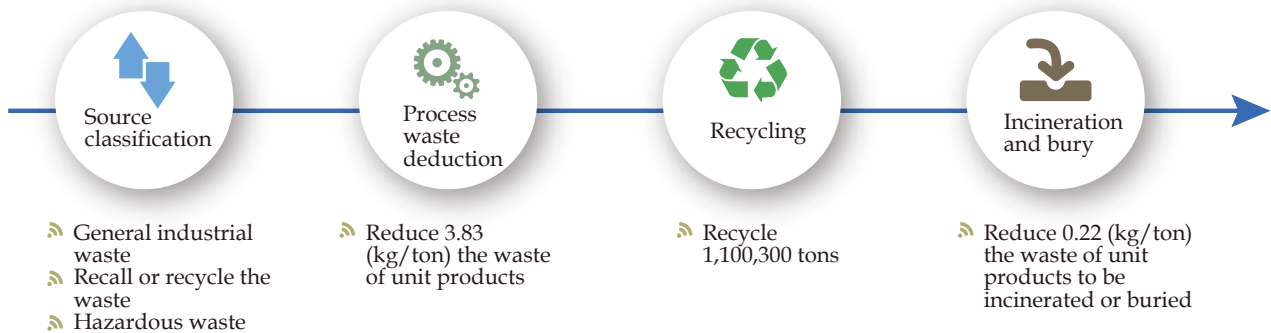 Source
classification
Process
waste
deduction
Recycling
Incineration
and bury
General industrial
waste
Recall or recycle the
waste
Hazardous waste
Reduce 3.83
(kg/ton) the waste
of unit products
Recycle
1,100,300 tons
Reduce 0.22 (kg/ton)
the waste of unit
products to be
incinerated or buried